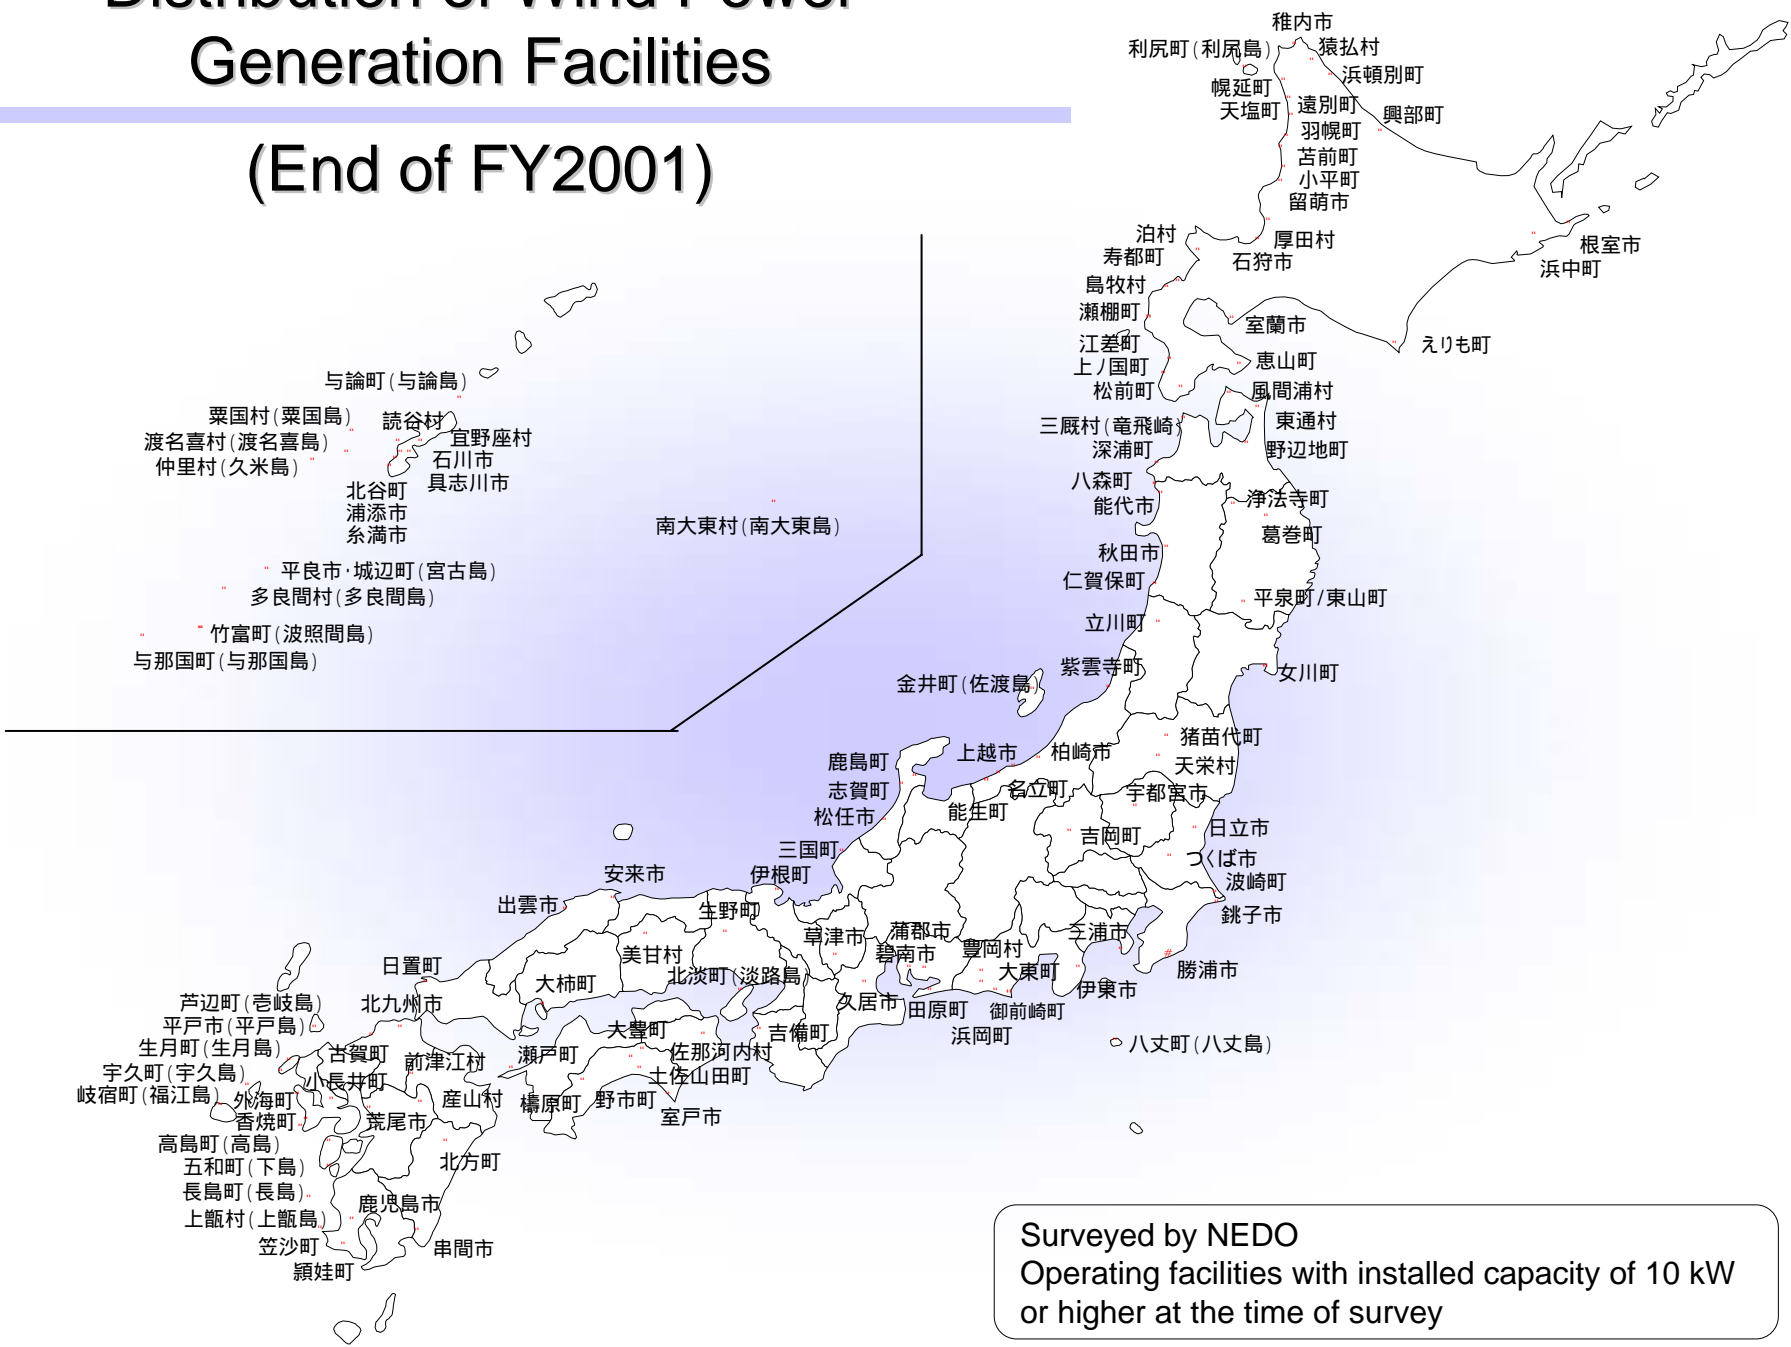 Distribution of Wind Power
Generation Facilities
(End of FY2001)
稚内市
利尻町(利尻島)
猿払村
浜頓別町
幌延町
天塩町
遠別町
興部町
羽幌町
苫前町
小平町
留萌市
泊村
厚田村
寿都町
石狩市
根室市
浜中町
島牧村
瀬棚町
室蘭市
江差町
えりも町
上ノ国町
恵山町
松前町
風間浦村
三厩村(竜飛崎)
東通村
深浦町
野辺地町
八森町
能代市
浄法寺町
葛巻町
秋田市
仁賀保町
平泉町/東山町
立川町
紫雲寺町
女川町
金井町(佐渡島)
与論町(与論島)
粟国村(粟国島)
読谷村
渡名喜村(渡名喜島)
宜野座村
仲里村(久米島)
石川市
具志川市
北谷町
浦添市
糸満市
南大東村(南大東島)
平良市・城辺町(宮古島)
多良間村(多良間島)
竹富町(波照間島)
与那国町(与那国島)
猪苗代町
鹿島町
上越市
柏崎市
天栄村
志賀町
名立町
宇都宮市
松任市
能生町
吉岡町
日立市
三国町
つくば市
伊根町
波崎町
安来市
出雲市
生野町
銚子市
草津市
蒲郡市
三浦市
碧南市
豊岡村
美甘村
大東町
勝浦市
日置町
北淡町(淡路島)
大柿町
伊東市
芦辺町(壱岐島)
北九州市
久居市
田原町
御前崎町
平戸市(平戸島)
大豊町
吉備町
浜岡町
八丈町(八丈島)
生月町(生月島)
古賀町
前津江村
瀬戸町
佐那河内村
宇久町(宇久島)
小長井町
土佐山田町
岐宿町(福江島)
外海町
産山村
檮原町
野市町
香焼町
荒尾市
室戸市
高島町(高島)
五和町(下島)
北方町
長島町(長島)
鹿児島市
上甑村(上甑島)
笠沙町
串間市
頴娃町
Surveyed by NEDO
Operating facilities with installed capacity of 10 kW
or higher at the time of survey